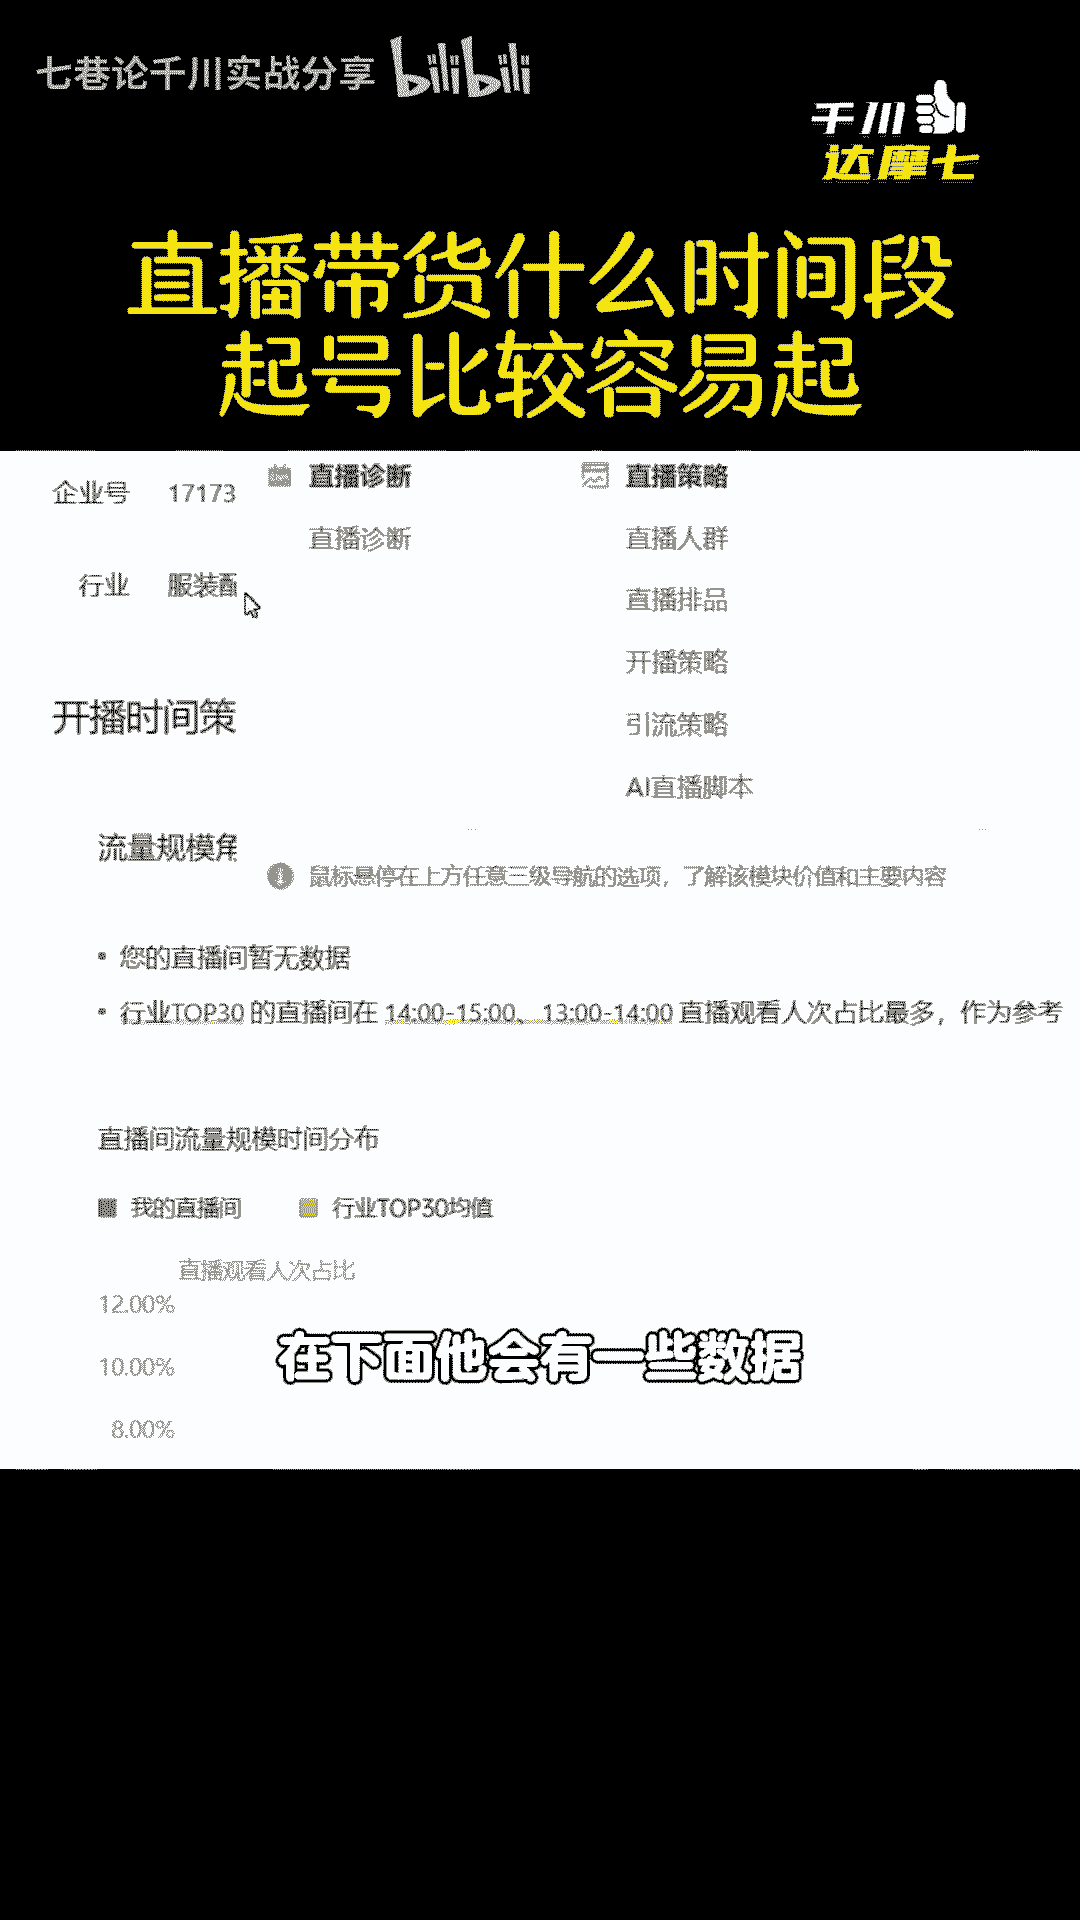 七巷论千川实战分享 bilibili
千川
达摩七
直播带货什么时间段
起号比较容易起
企业号 17173
直播诊断
直播策略
直播诊断
直播人群
行业 服装配
直播排品
开播策略
开播时间策
引流策略
AI直播脚本
流量规模角
鼠标悬停在上方任意三级导航的选项，了解该模块价值和主要内容
• 您的直播间暂无数据
• 行业TOP30 的直播间在 14:00-15:00、13:00-14:00 直播观看人次占比最多，作为参考
直播间流量规模时间分布
我的直播间 行业TOP30均值
直播观看人次占比
12.00%
10.00%
8.00%
在下面他会有一些数据